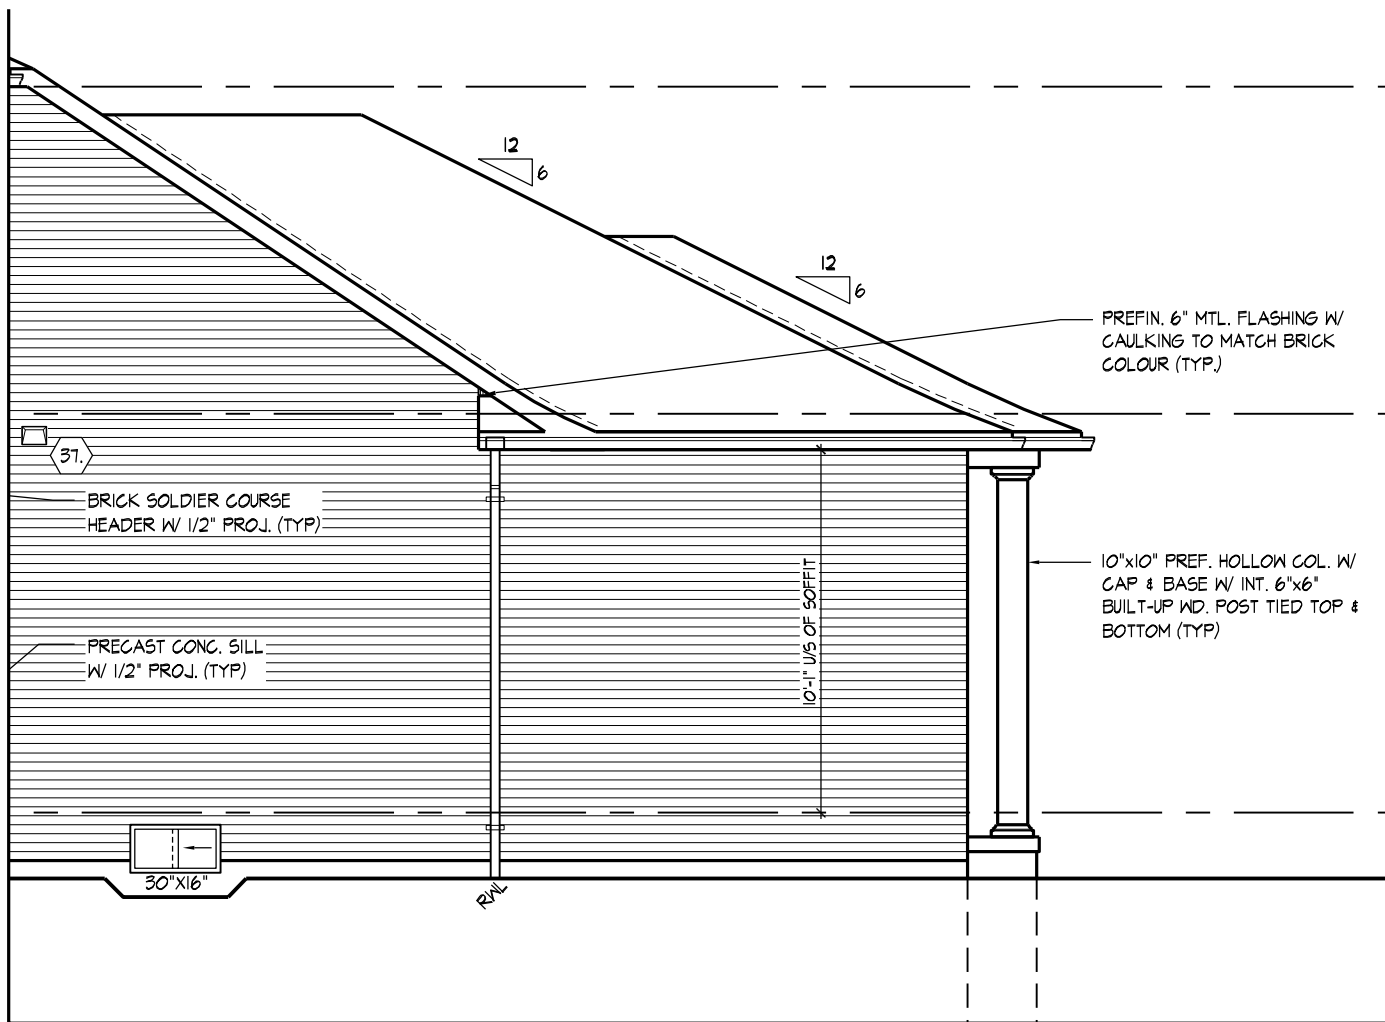 12
6
12
6
PREFIN. 6" MTL. FLASHING W/
CAULKING TO MATCH BRICK
COLOUR (TYP.)
37.
BRICK SOLDIER COURSE
HEADER W/ 1/2" PROJ. (TYP)
10'-1" U/S OF SOFFIT
10"x10" PREF. HOLLOW COL. W/
CAP & BASE W/ INT. 6"x6"
BUILT-UP WD. POST TIED TOP &
BOTTOM (TYP)
PRECAST CONC. SILL
W/ 1/2" PROJ. (TYP)
30"X16"
RWL